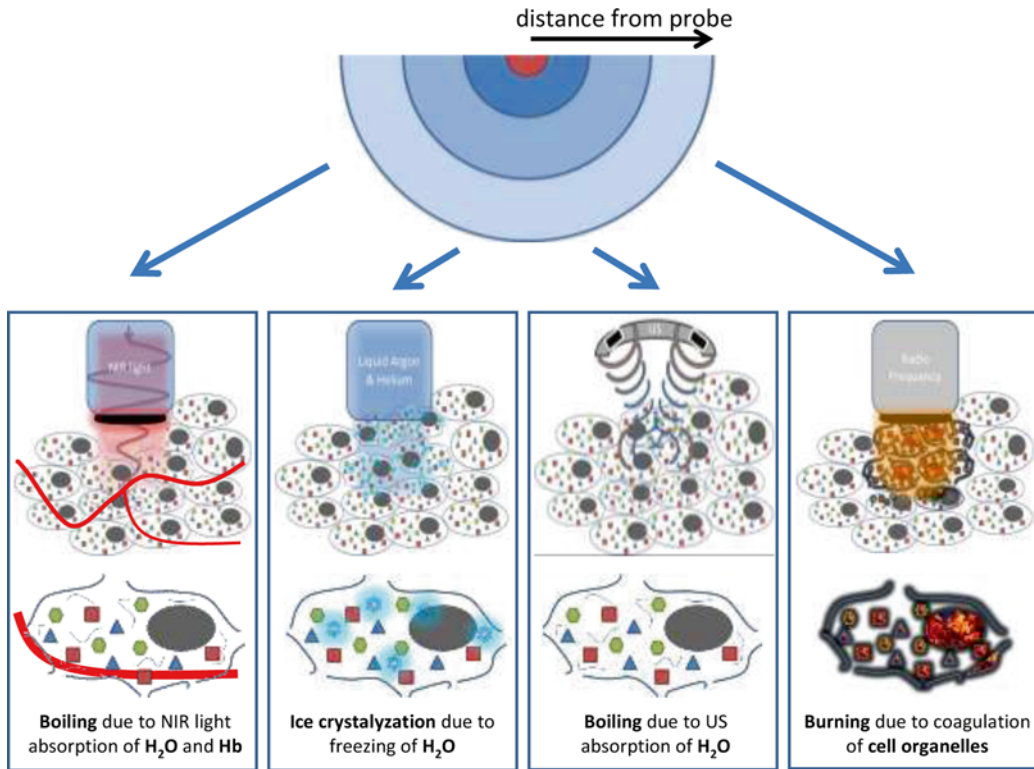 distance from probe
NIR light
Liquid Argon
& Helium
US
Radio
Frequency
Boiling due to NIR light
absorption of H₂O and Hb
Ice crystalyzation due to
freezing of H₂O
Boiling due to US
absorption of H₂O
Burning due to coagulation
of cell organelles